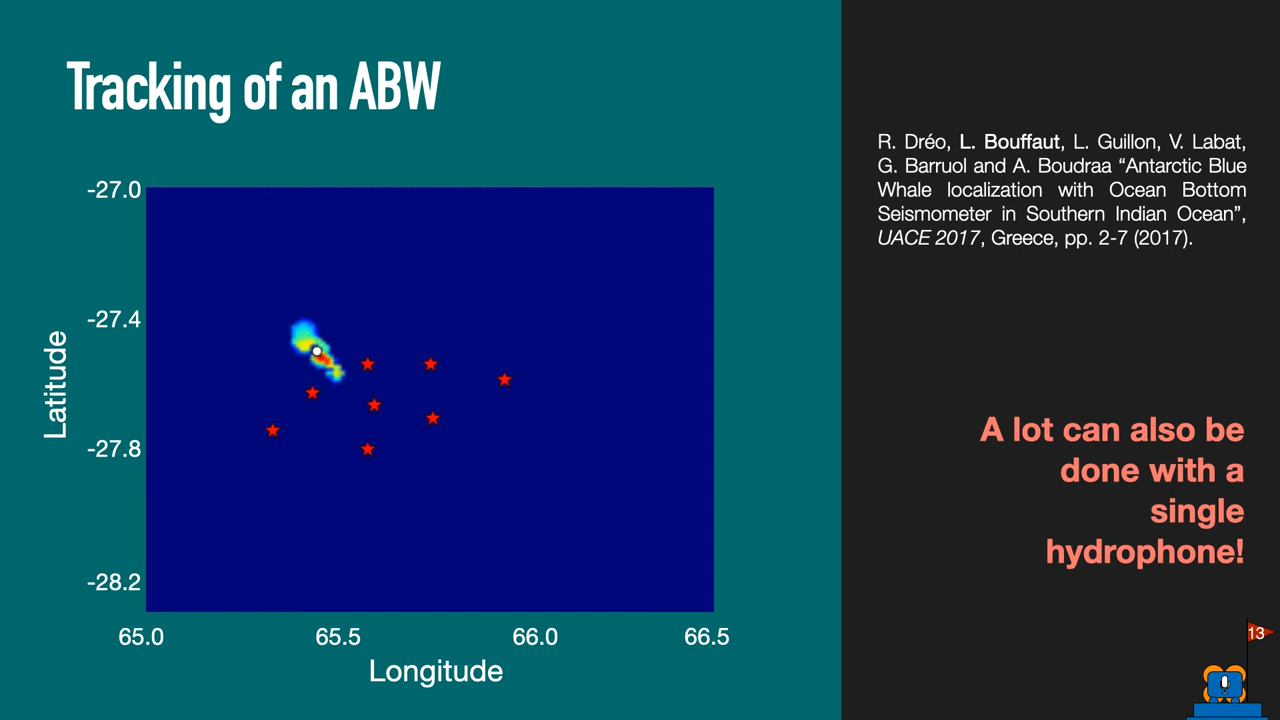 Tracking of an ABW
-27.0
-27.4
-27.8
-28.2
Latitude
65.0 65.5 66.0 66.5
Longitude
R. Dréo, L. Bouffaut, L. Guillon, V. Labat,
G. Barruol and A. Boudraa “Antarctic Blue
Whale localization with Ocean Bottom
Seismometer in Southern Indian Ocean”,
UACE 2017, Greece, pp. 2-7 (2017).
A lot can also be
done with a
single
hydrophone!
13